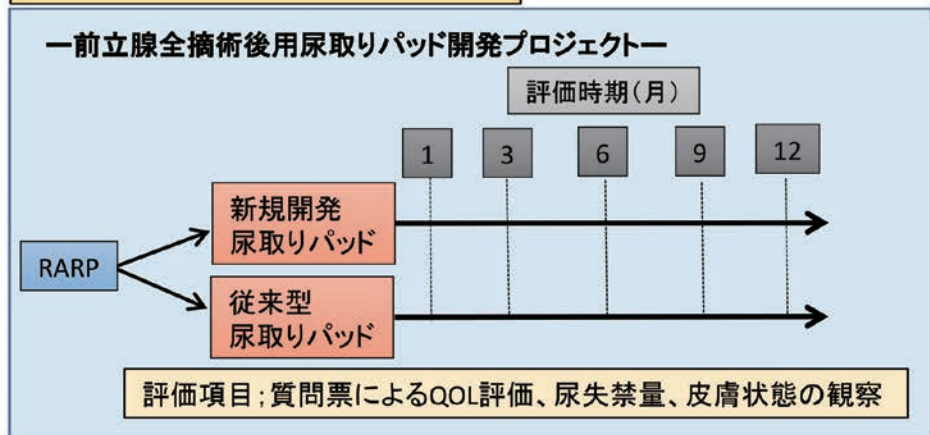 ー前立腺全摘術後用尿取りパッド開発プロジェクトー
評価時期(月)
1 3 6 9 12
新規開発
尿取りパッド
RARP
従来型
尿取りパッド
評価項目;質問票によるQOL評価、尿失禁量、皮膚状態の観察